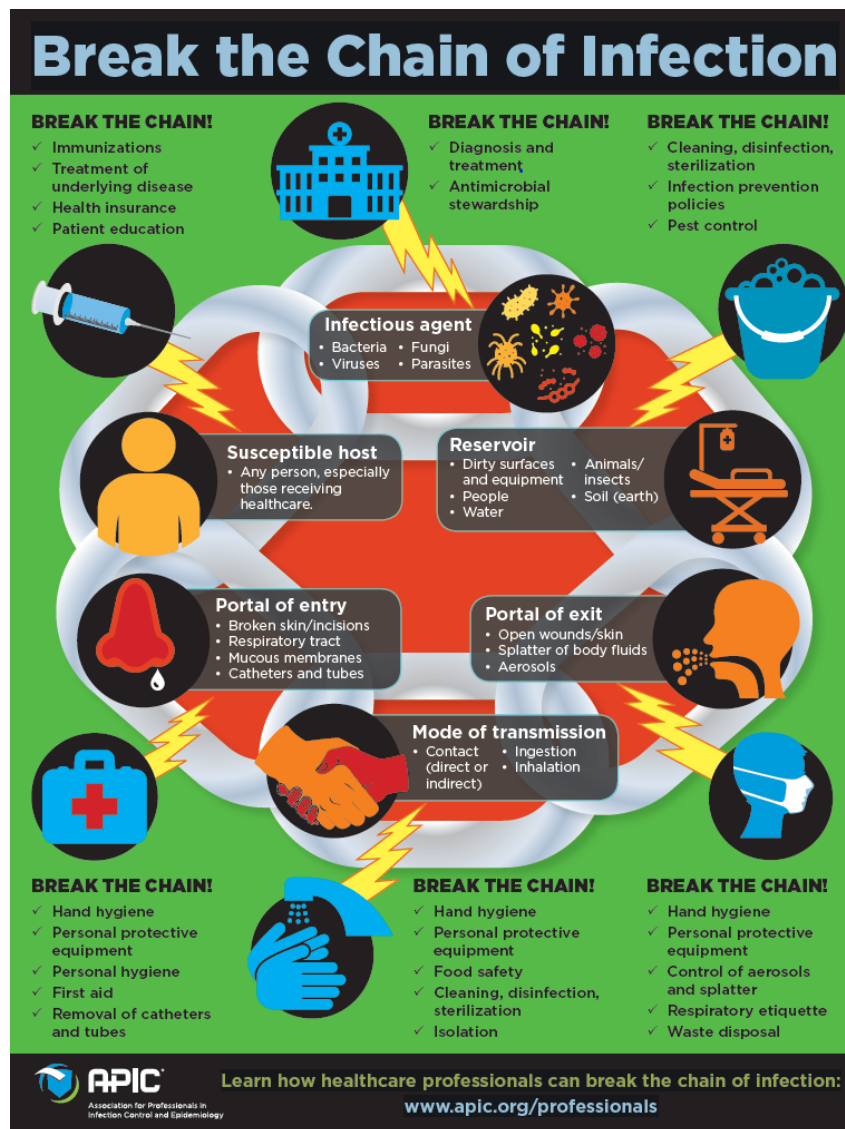 Break the Chain of Infection
BREAK THE CHAIN!
✓ Immunizations
✓ Treatment of
underlying disease
✓ Health insurance
✓ Patient education
BREAK THE CHAIN!
✓ Diagnosis and
treatment
✓ Antimicrobial
stewardship
BREAK THE CHAIN!
✓ Cleaning, disinfection,
sterilization
✓ Infection prevention
policies
✓ Pest control
Infectious agent
• Bacteria • Fungi
• Viruses • Parasites
Susceptible host
• Any person, especially
those receiving
healthcare.
Reservoir
• Dirty surfaces
and equipment
• People
• Water
• Animals/
insects
• Soil (earth)
Portal of entry
• Broken skin/incisions
• Respiratory tract
• Mucous membranes
• Catheters and tubes
Portal of exit
• Open wounds/skin
• Splatter of body fluids
• Aerosols
Mode of transmission
• Contact
(direct or
indirect)
• Ingestion
• Inhalation
BREAK THE CHAIN!
✓ Hand hygiene
✓ Personal protective
equipment
✓ Personal hygiene
✓ First aid
✓ Removal of catheters
and tubes
BREAK THE CHAIN!
✓ Hand hygiene
✓ Personal protective
equipment
✓ Food safety
✓ Cleaning, disinfection,
sterilization
✓ Isolation
BREAK THE CHAIN!
✓ Hand hygiene
✓ Personal protective
equipment
✓ Control of aerosols
and splatter
✓ Respiratory etiquette
✓ Waste disposal
APIC
Association for Professionals in
Infection Control and Epidemiology
Learn how healthcare professionals can break the chain of infection:
www.apic.org/professionals